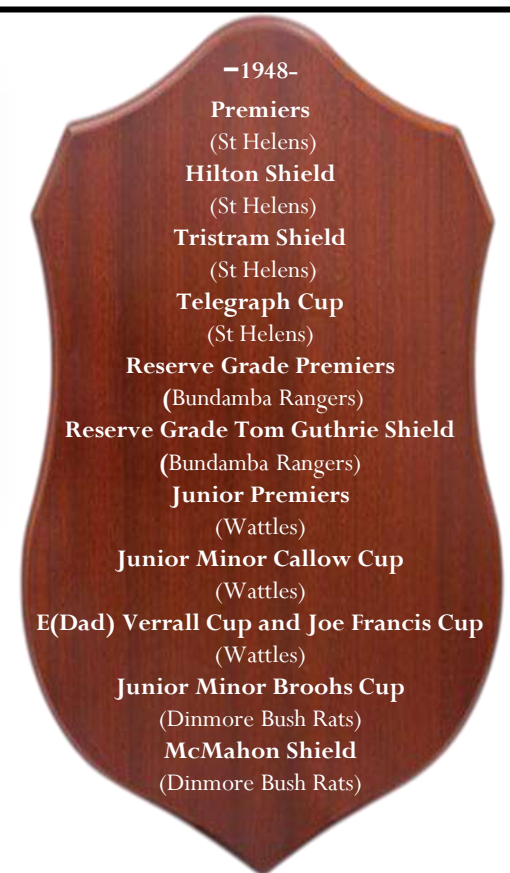 –1948-
Premiers
(St Helens)
Hilton Shield
(St Helens)
Tristram Shield
(St Helens)
Telegraph Cup
(St Helens)
Reserve Grade Premiers
(Bundamba Rangers)
Reserve Grade Tom Guthrie Shield
(Bundamba Rangers)
Junior Premiers
(Wattles)
Junior Minor Callow Cup
(Wattles)
E(Dad) Verrall Cup and Joe Francis Cup
(Wattles)
Junior Minor Broohs Cup
(Dinmore Bush Rats)
McMahon Shield
(Dinmore Bush Rats)